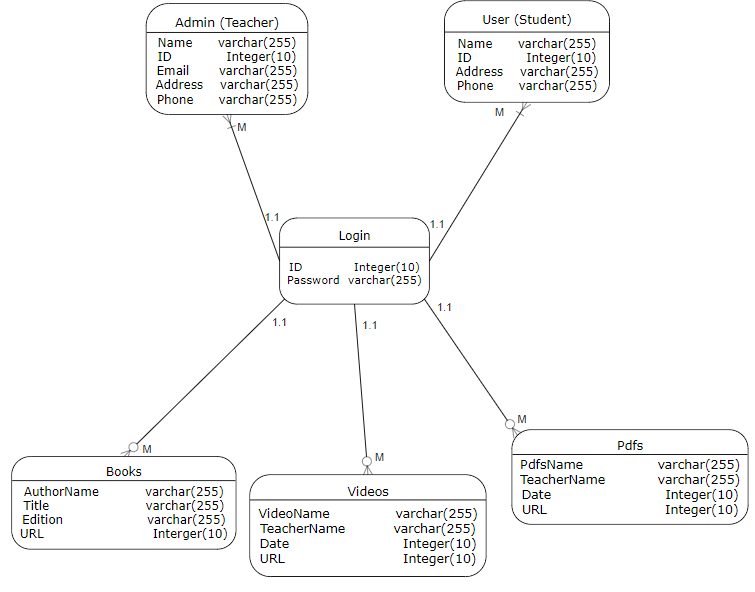 Admin (Teacher)
Name varchar(255)
ID Integer(10)
Email varchar(255)
Address varchar(255)
Phone varchar(255)
M
User (Student)
Name varchar(255)
ID Integer(10)
Address varchar(255)
Phone varchar(255)
M
1.1
1.1
Login
ID Integer(10)
Password varchar(255)
1.1
1.1
1.1
M
Books
AuthorName varchar(255)
Title varchar(255)
Edition varchar(255)
URL Interger(10)
M
Videos
VideoName varchar(255)
TeacherName varchar(255)
Date Integer(10)
URL Integer(10)
M
Pdfs
PdfsName varchar(255)
TeacherName varchar(255)
Date Integer(10)
URL Integer(10)